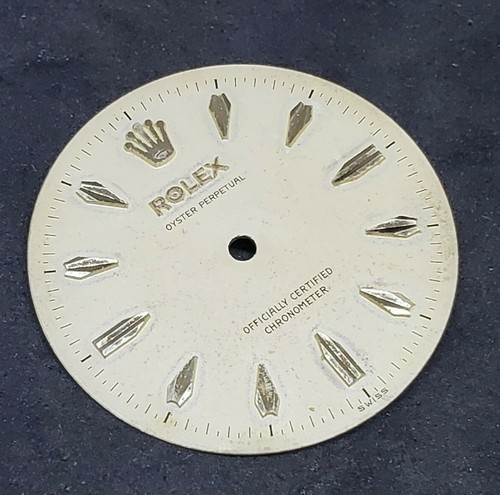 ROLEX
OYSTER PERPETUAL
OFFICIALLY CERTIFIED
CHRONOMETER
SWISS